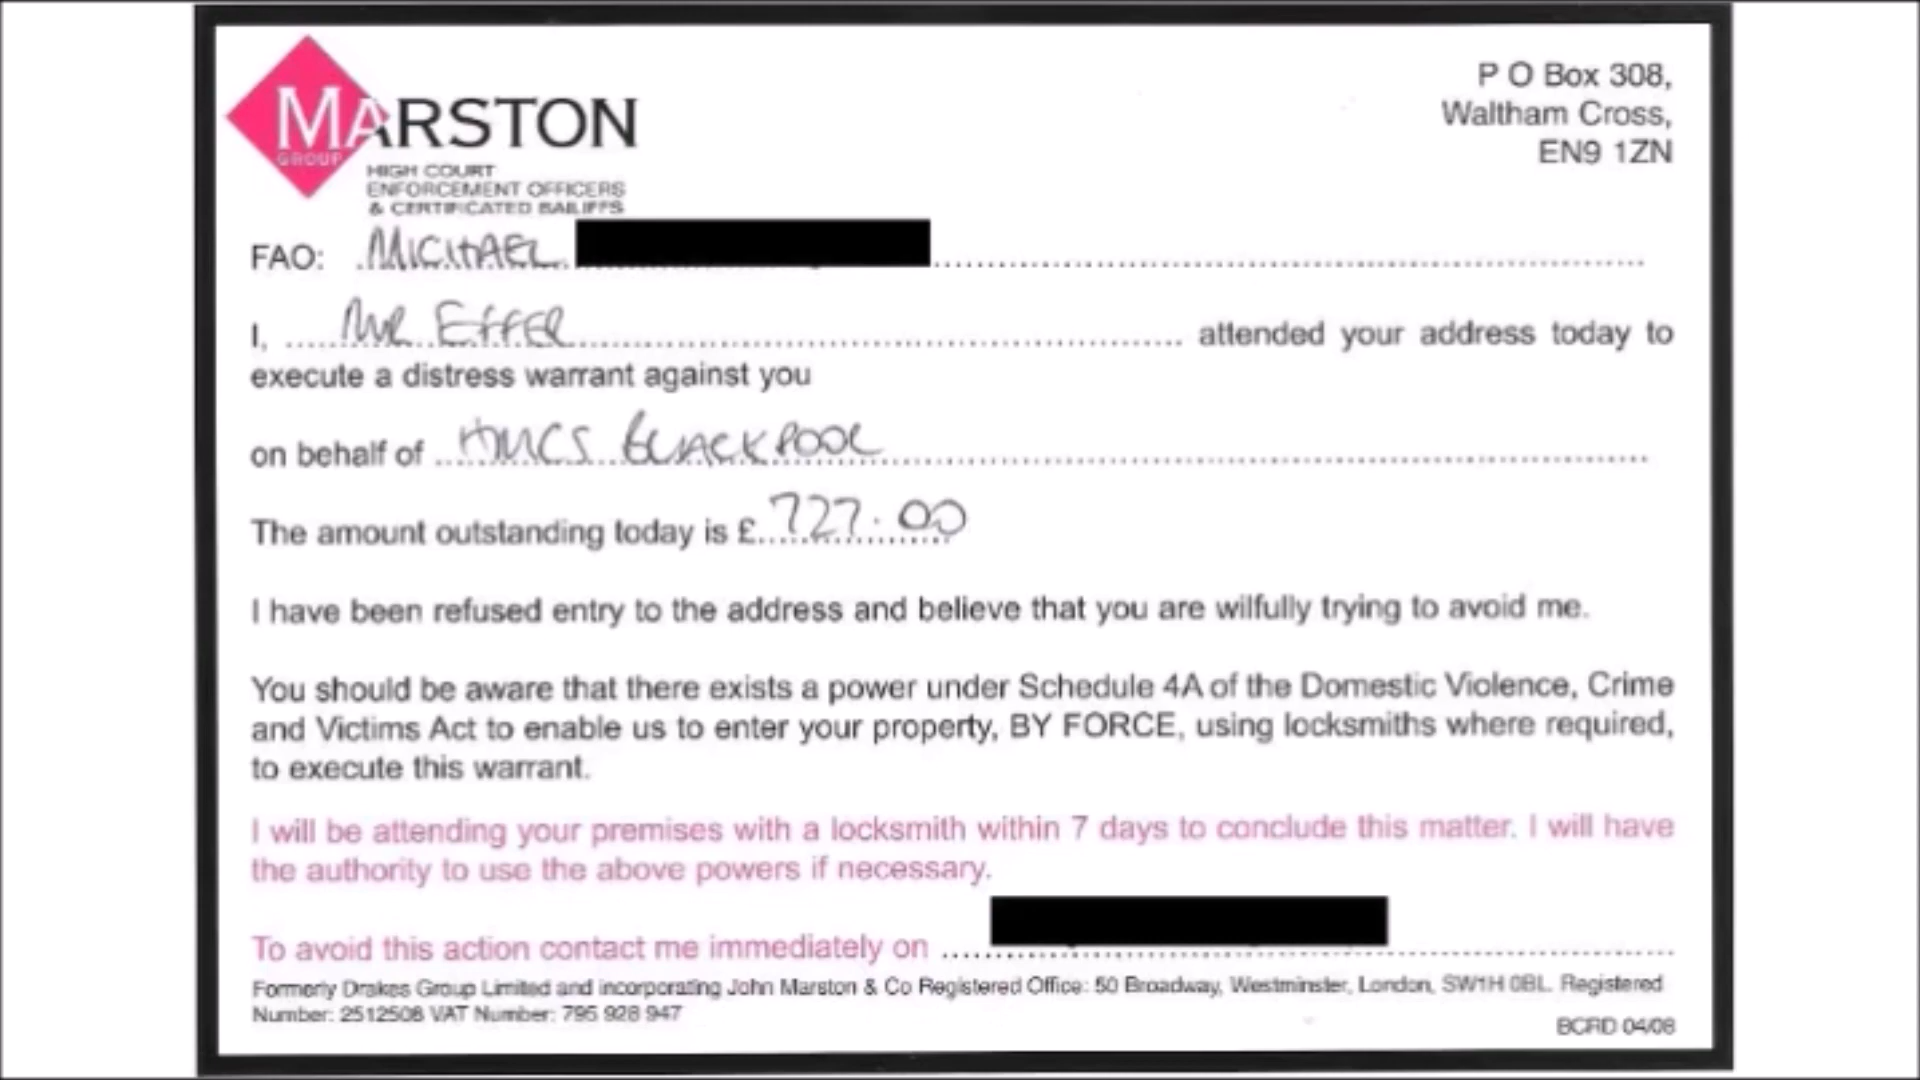 MARSTON
GROUP
HIGH COURT
ENFORCEMENT OFFICERS
& CERTIFICATED BAILIFFS
P O Box 308,
Waltham Cross,
EN9 1ZN
FAO: MICHAEL
I, MR EFFER attended your address today to
execute a distress warrant against you
on behalf of HMCS BLACKPOOL
The amount outstanding today is £ 727.00
I have been refused entry to the address and believe that you are wilfully trying to avoid me.
You should be aware that there exists a power under Schedule 4A of the Domestic Violence, Crime
and Victims Act to enable us to enter your property, BY FORCE, using locksmiths where required,
to execute this warrant.
I will be attending your premises with a locksmith within 7 days to conclude this matter. I will have
the authority to use the above powers if necessary.
To avoid this action contact me immediately on
Formerly Drakes Group Limited and incorporating John Marston & Co Registered Office: 50 Broadway, Westminster, London, SW1H 0BL. Registered
Number: 2512508 VAT Number: 795 928 947
BCRD 04/08